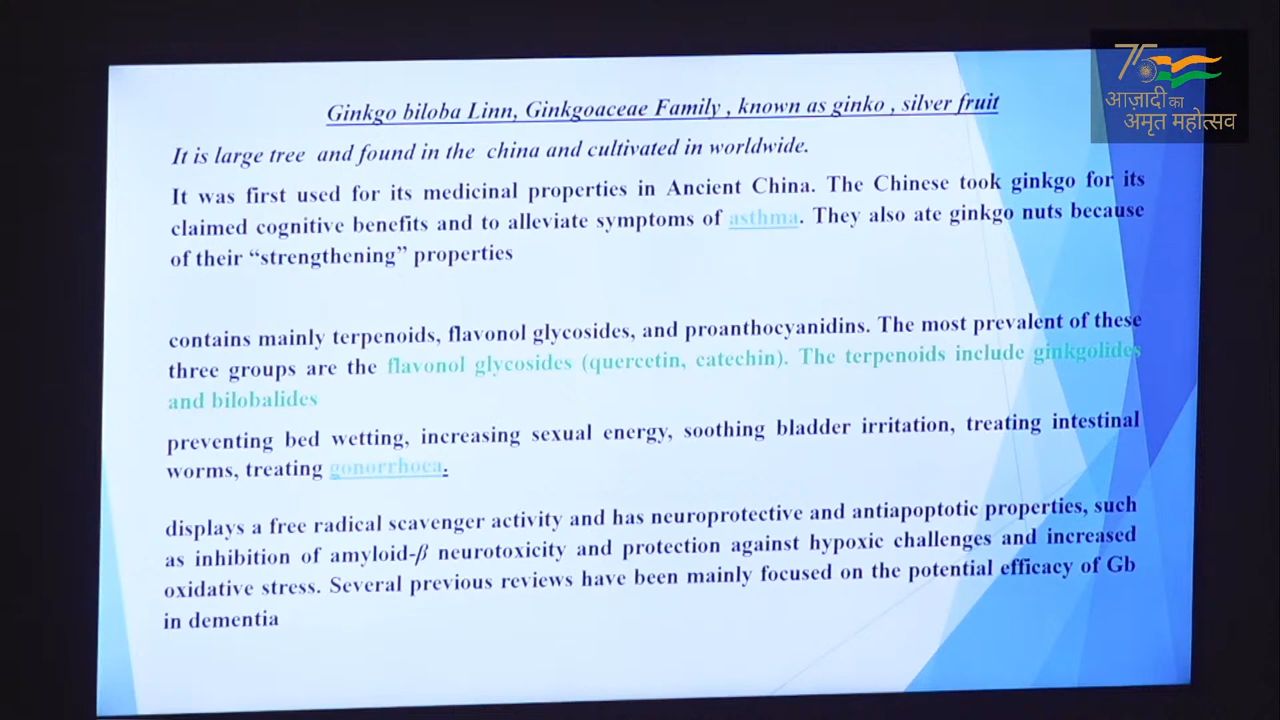 75
आज़ादी का
अमृत महोत्सव
Ginkgo biloba Linn, Ginkgoaceae Family , known as ginko , silver fruit
It is large tree and found in the china and cultivated in worldwide.
It was first used for its medicinal properties in Ancient China. The Chinese took ginkgo for its
claimed cognitive benefits and to alleviate symptoms of asthma. They also ate ginkgo nuts because
of their “strengthening” properties
contains mainly terpenoids, flavonol glycosides, and proanthocyanidins. The most prevalent of these
three groups are the flavonol glycosides (quercetin, catechin). The terpenoids include ginkgolides
and bilobalides
preventing bed wetting, increasing sexual energy, soothing bladder irritation, treating intestinal
worms, treating gonorrhoea.
displays a free radical scavenger activity and has neuroprotective and antiapoptotic properties, such
as inhibition of amyloid-β neurotoxicity and protection against hypoxic challenges and increased
oxidative stress. Several previous reviews have been mainly focused on the potential efficacy of Gb
in dementia